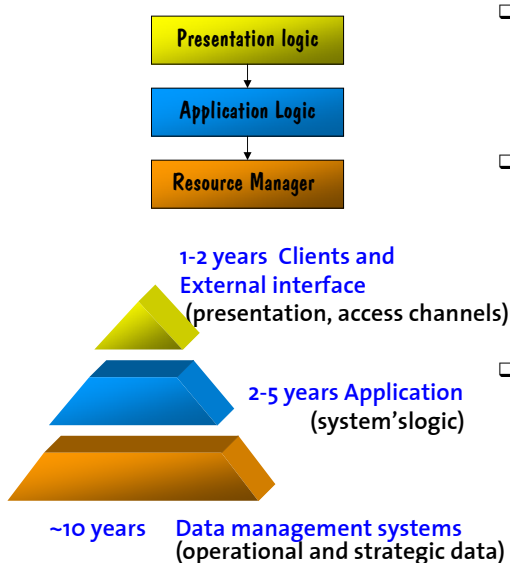 Presentation logic
Application Logic
Resource Manager
1-2 years Clients and
External interface
(presentation, access channels)
2-5 years Application
(system'slogic)
~10 years Data management systems
(operational and strategic data)